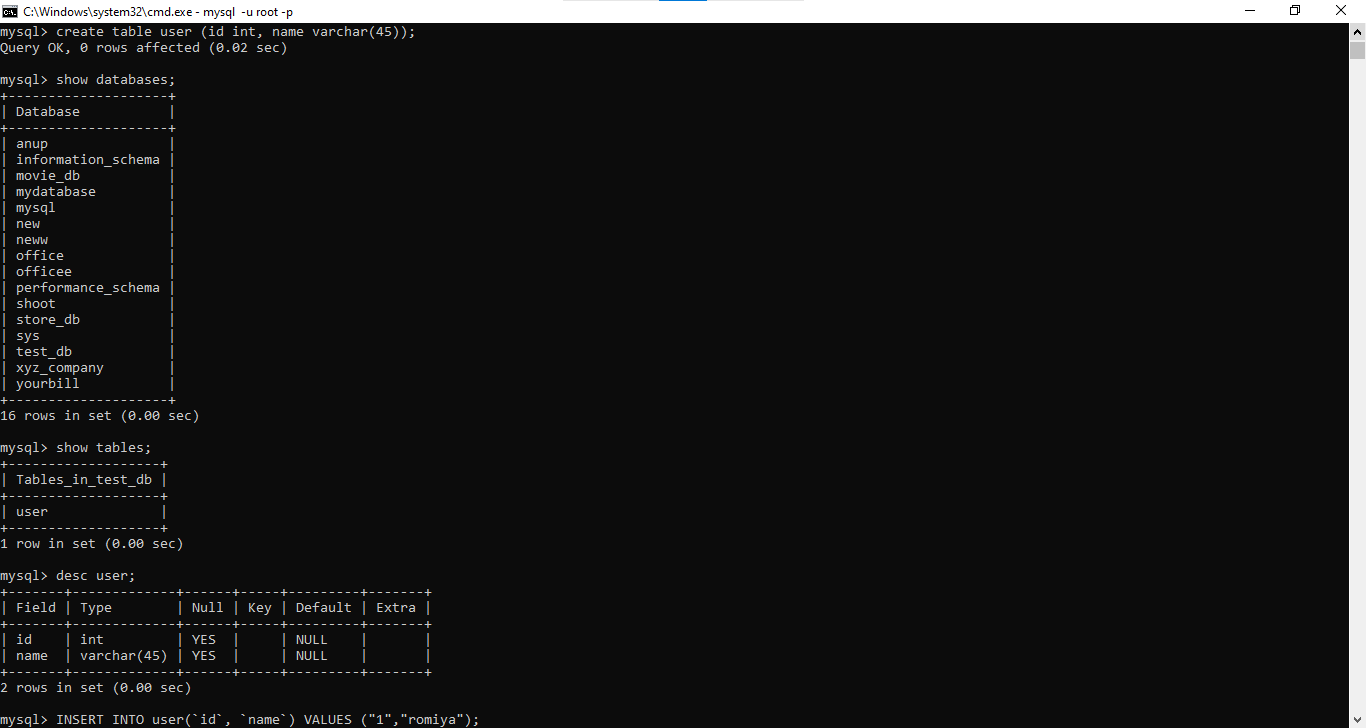 C:\Windows\system32\cmd.exe - mysql  -u root -p
mysql> create table user (id int, name varchar(45));
Query OK, 0 rows affected (0.02 sec)

mysql> show databases;
+--------------------+
| Database           |
+--------------------+
| anup               |
| information_schema |
| movie_db           |
| mydatabase         |
| mysql              |
| new                |
| neww               |
| office             |
| officee            |
| performance_schema |
| shoot              |
| store_db           |
| sys                |
| test_db            |
| xyz_company        |
| yourbill           |
+--------------------+
16 rows in set (0.00 sec)

mysql> show tables;
+-------------------+
| Tables_in_test_db |
+-------------------+
| user              |
+-------------------+
1 row in set (0.00 sec)

mysql> desc user;
+-------+-------------+------+-----+---------+-------+
| Field | Type        | Null | Key | Default | Extra |
+-------+-------------+------+-----+---------+-------+
| id    | int         | YES  |     | NULL    |       |
| name  | varchar(45) | YES  |     | NULL    |       |
+-------+-------------+------+-----+---------+-------+
2 rows in set (0.00 sec)

mysql> INSERT INTO user(`id`, `name`) VALUES ("1","romiya");